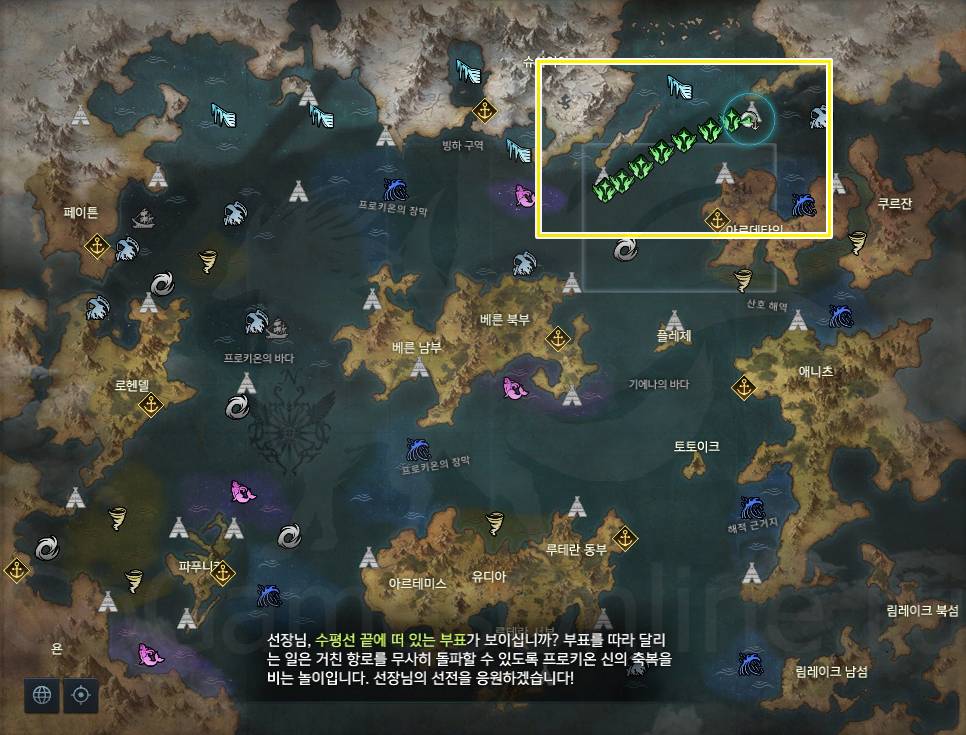 빙하 구역
프로키온의 장막
페이튼
쿠르잔
아르데타인
산호 해역
베른 북부
플레체
베른 남부
프로키온의 바다
애니츠
로헨델
기에나의 바다
토토이크
프로키온의 장막
해적 근거지
루테란 동부
파푸니카
유디아
아르테미스
림레이크 북섬
루테란 서부
선장님, 수평선 끝에 떠 있는 부표가 보이십니까? 부표를 따라 달리
는 일은 거친 항로를 무사히 돌파할 수 있도록 프로키온 신의 축복을
비는 놀이입니다. 선장님의 선전을 응원하겠습니다!
욘
림레이크 남섬